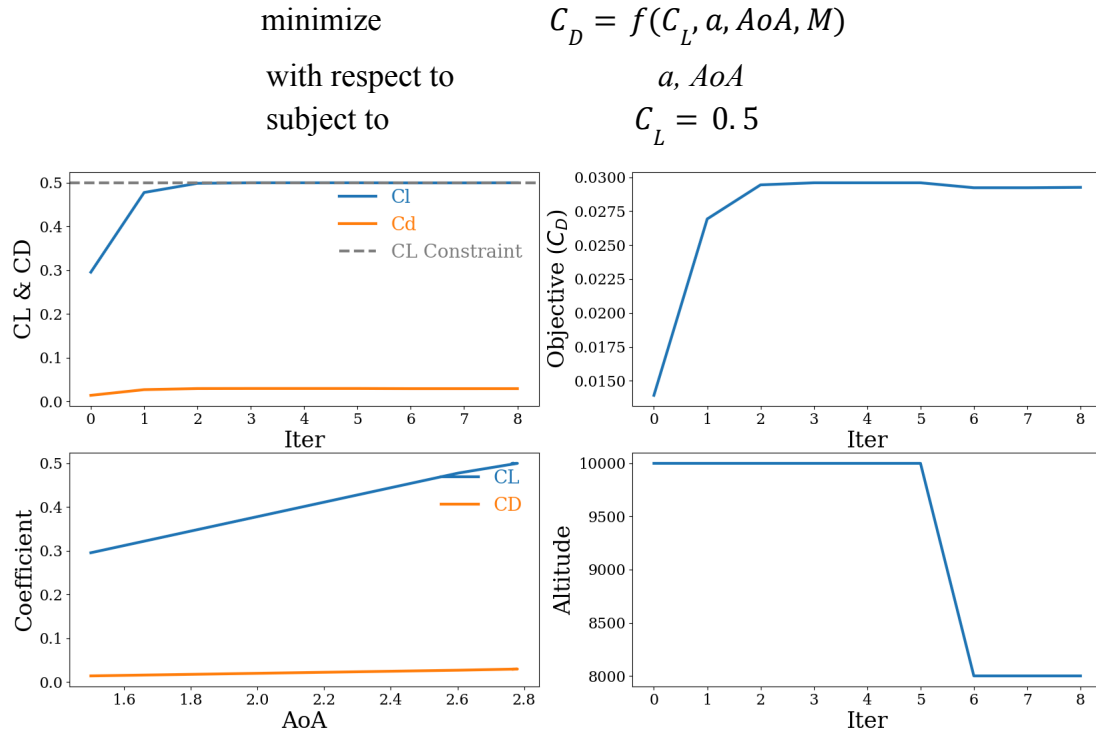 minimize C_D = f(C_L, a, AoA, M)
with respect to a, AoA
subject to C_L = 0.5
0.5
0.4
0.3
0.2
0.1
0.0
CL & CD
Cl
Cd
CL Constraint
0 1 2 3 4 5 6 7 8
Iter
0.0300
0.0275
0.0250
0.0225
0.0200
0.0175
0.0150
Objective (C_D)
0 1 2 3 4 5 6 7 8
Iter
0.5
0.4
0.3
0.2
0.1
0.0
Coefficient
CL
CD
1.6 1.8 2.0 2.2 2.4 2.6 2.8
AoA
10000
9500
9000
8500
8000
Altitude
0 1 2 3 4 5 6 7 8
Iter